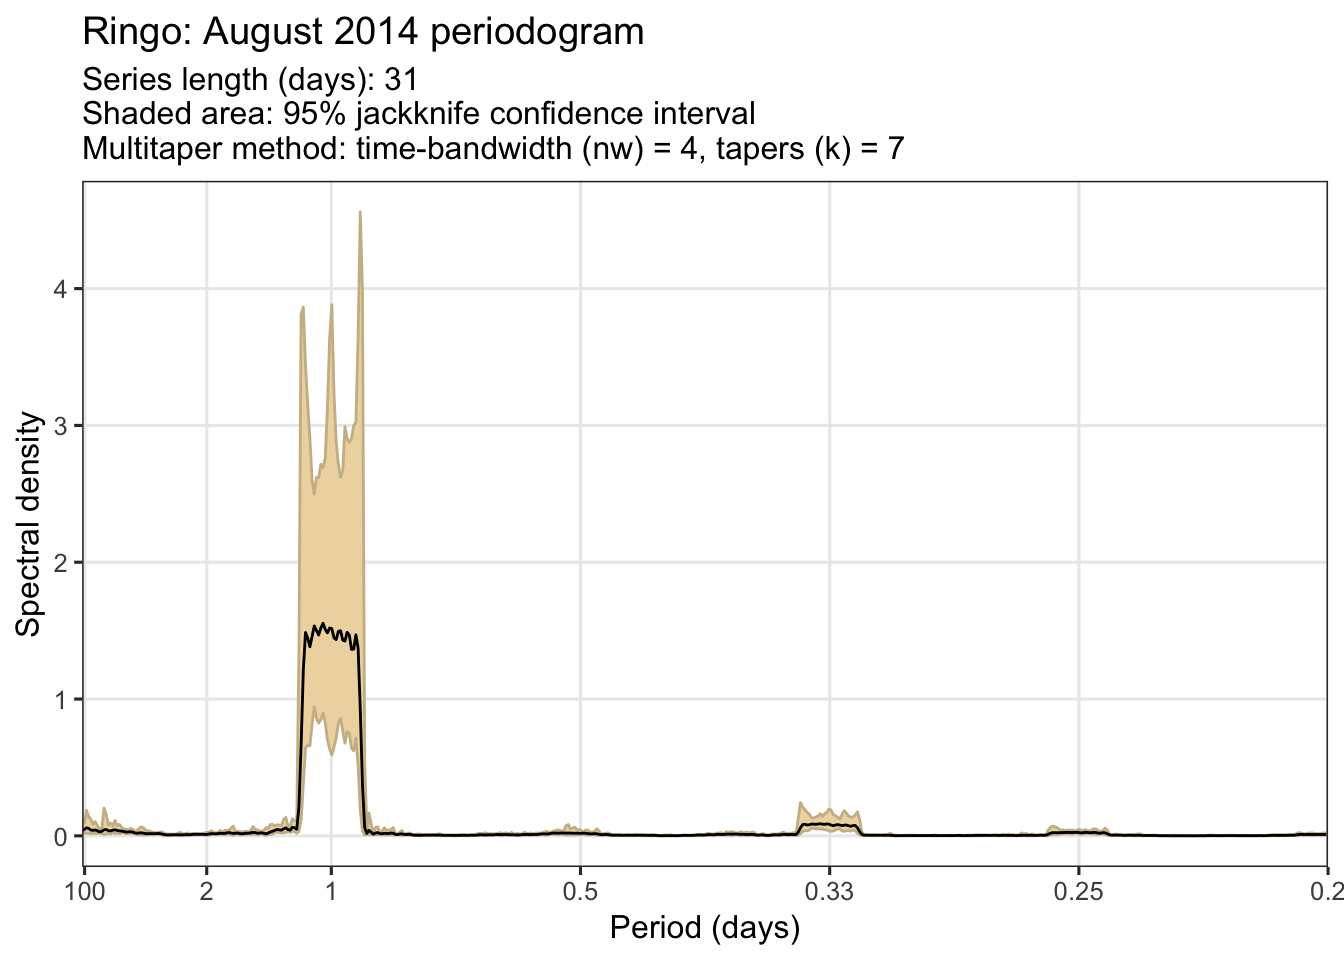 Ringo: August 2014 periodogram
Series length (days): 31
Shaded area: 95% jackknife confidence interval
Multitaper method: time-bandwidth (nw) = 4, tapers (k) = 7
Spectral density
4
3
2
1
0
100 2 1 0.5 0.33 0.25 0.2
Period (days)